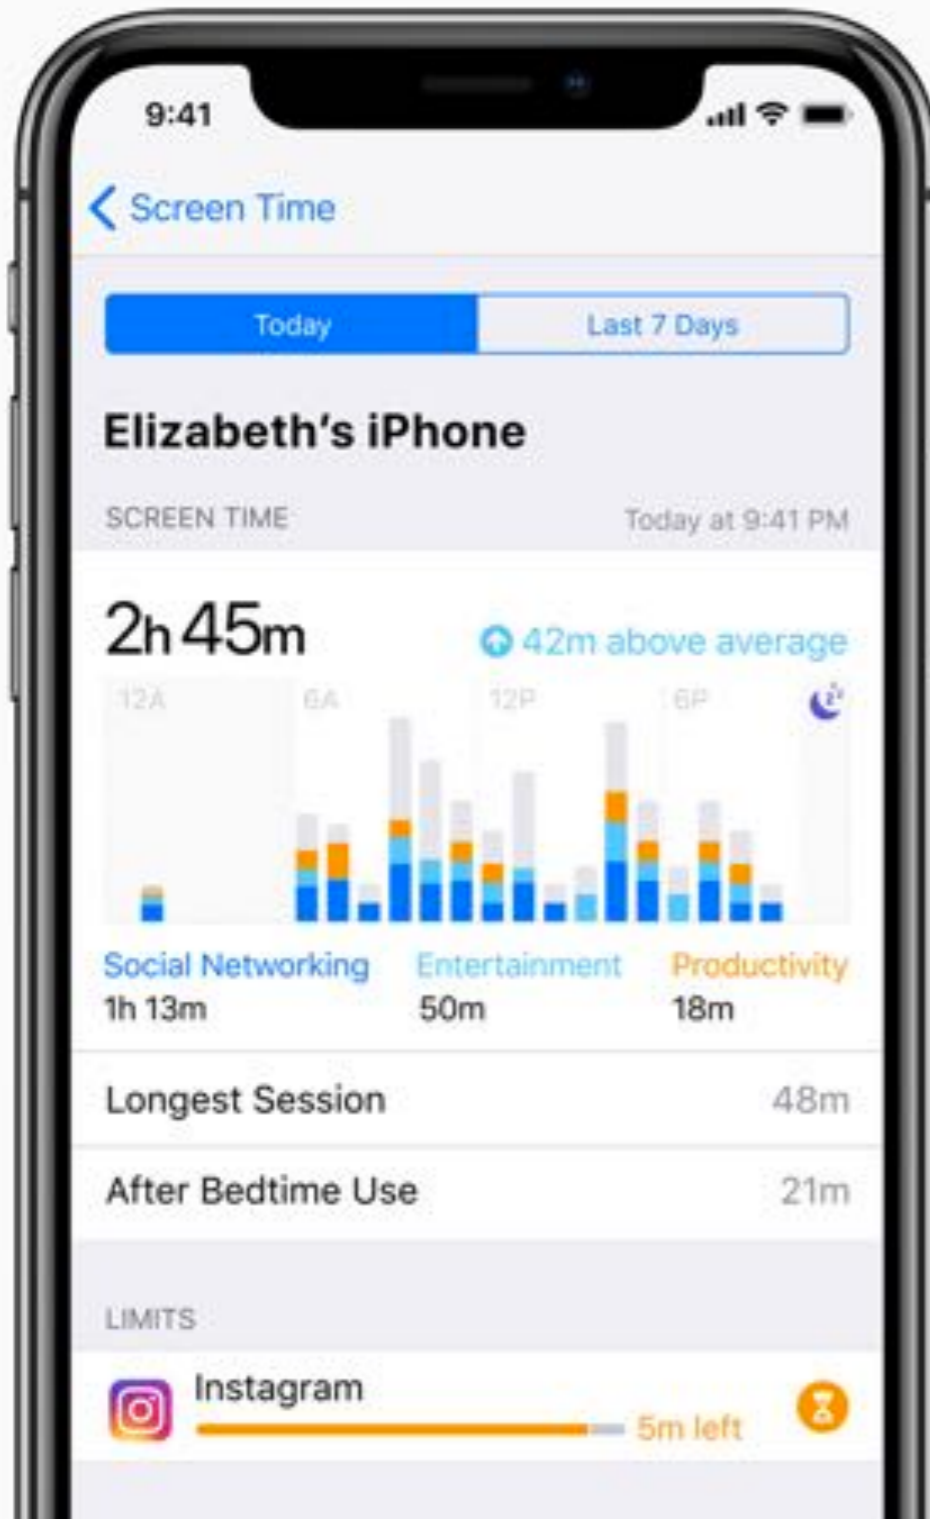 9:41
Screen Time
Today Last 7 Days
Elizabeth's iPhone
SCREEN TIME Today at 9:41 PM
2h 45m 42m above average
12A 6A 12P 6P
Social Networking Entertainment Productivity
1h 13m 50m 18m
Longest Session 48m
After Bedtime Use 21m
LIMITS
Instagram
5m left